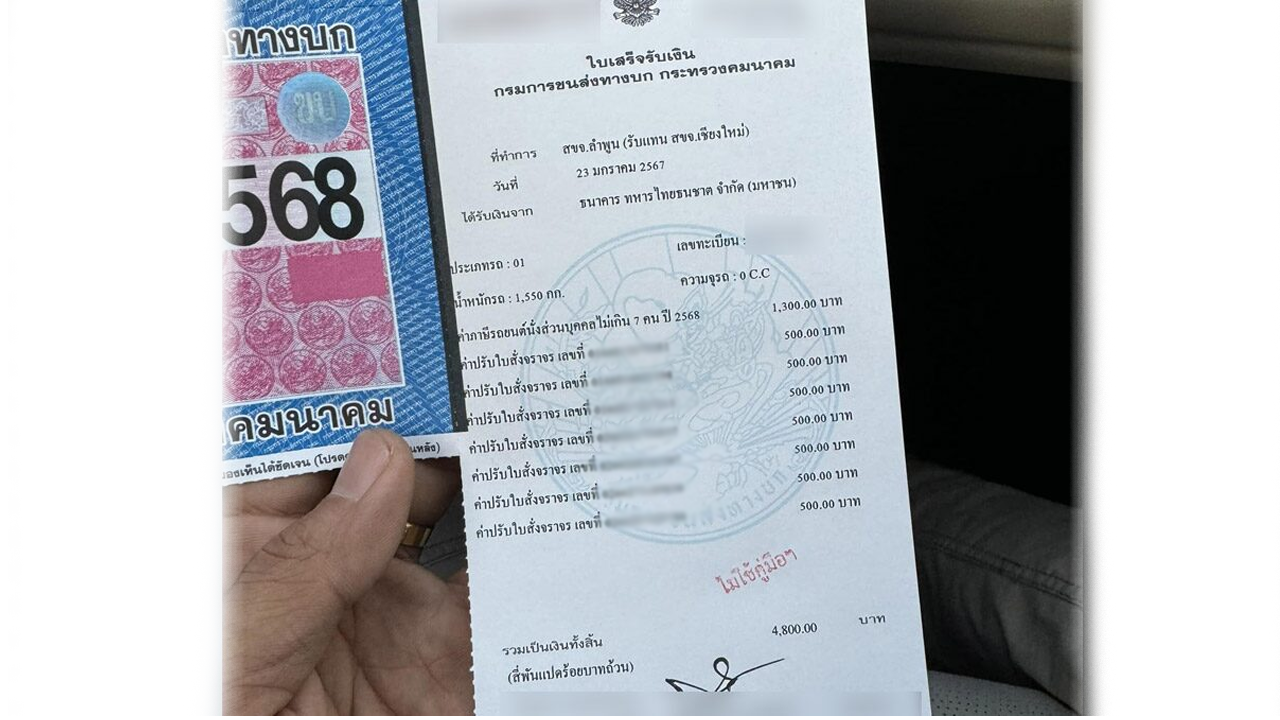 ทางบก
ขบ
568
คมนาคม
ใบเสร็จรับเงิน
กรมการขนส่งทางบก กระทรวงคมนาคม
ที่ทำการ สขจ.ลำพูน (รับแทน สขจ.เชียงใหม่)
วันที่ 23 มกราคม 2567
ได้รับเงินจาก ธนาคาร ทหารไทยธนชาต จำกัด (มหาชน)
เลขทะเบียน :
ประเภทรถ : 01
ความจุรถ : 0 C.C
น้ำหนักรถ : 1,550 กก.
ค่าภาษีรถยนต์นั่งส่วนบุคคลไม่เกิน 7 คน ปี 2568 1,300.00 บาท
ค่าปรับใบสั่งจราจร เลขที่ 500.00 บาท
ค่าปรับใบสั่งจราจร เลขที่ 500.00 บาท
ค่าปรับใบสั่งจราจร เลขที่ 500.00 บาท
ค่าปรับใบสั่งจราจร เลขที่ 500.00 บาท
ค่าปรับใบสั่งจราจร เลขที่ 500.00 บาท
ค่าปรับใบสั่งจราจร เลขที่ 500.00 บาท
ค่าปรับใบสั่งจราจร เลขที่ 500.00 บาท
ไม่ใช้คู่มือฯ
รวมเป็นเงินทั้งสิ้น 4,800.00 บาท
(สี่พันแปดร้อยบาทถ้วน)